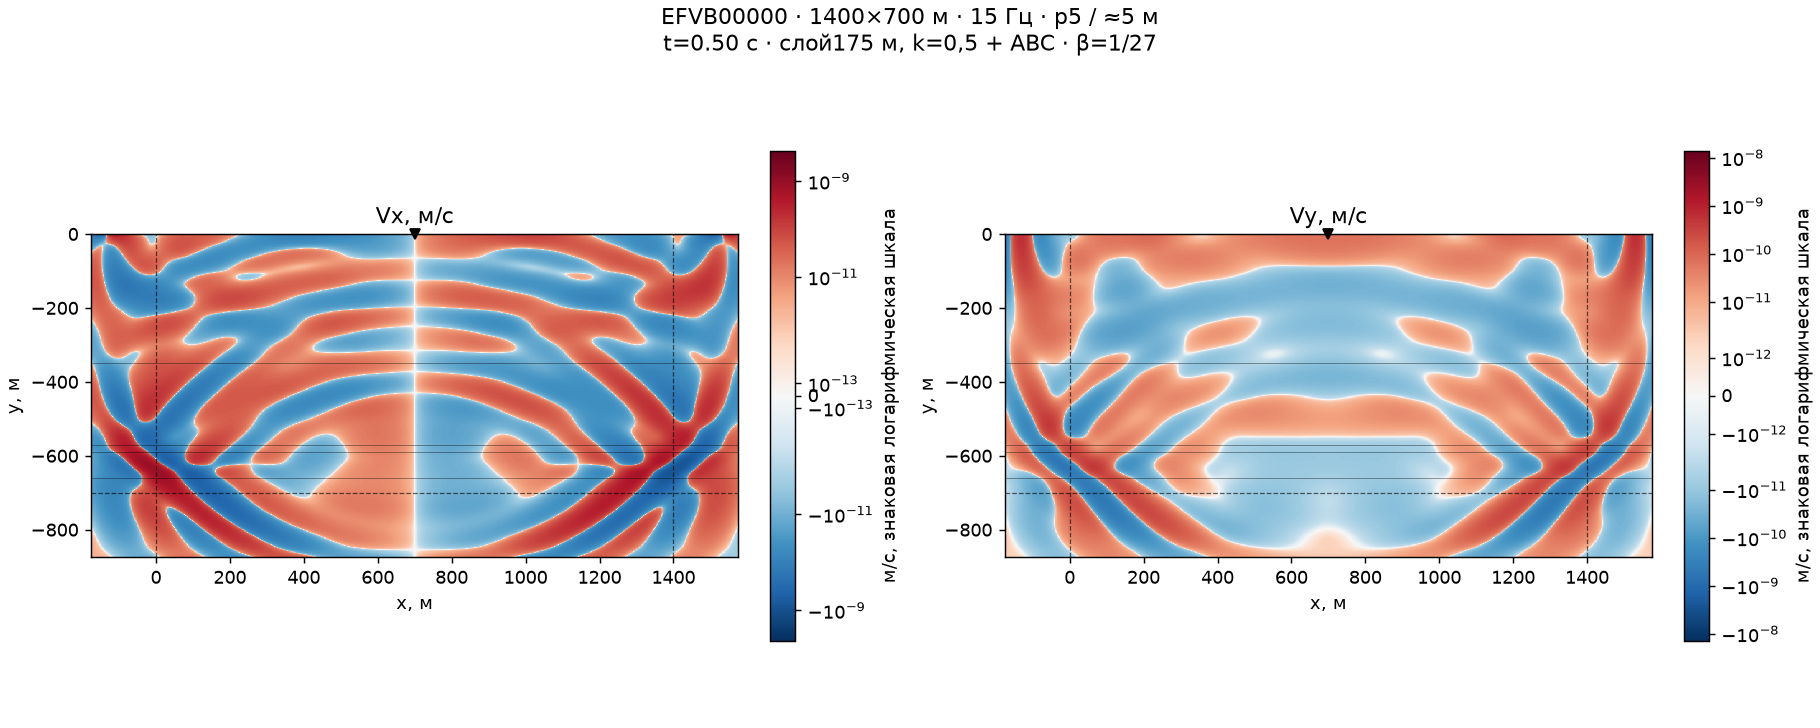 EFVB00000 · 1400×700 м · 15 Гц · p5 / ≈5 м
t=0.50 с · слой175 м, k=0,5 + ABC · β=1/27
Vx, м/с
0
−200
−400
−600
−800
y, м
0 200 400 600 800 1000 1200 1400
x, м
10⁻⁹
10⁻¹¹
10⁻¹³
0
−10⁻¹³
−10⁻¹¹
−10⁻⁹
м/с, знаковая логарифмическая шкала
Vy, м/с
0
−200
−400
−600
−800
y, м
0 200 400 600 800 1000 1200 1400
x, м
10⁻⁸
10⁻⁹
10⁻¹⁰
10⁻¹¹
10⁻¹²
0
−10⁻¹²
−10⁻¹¹
−10⁻¹⁰
−10⁻⁹
−10⁻⁸
м/с, знаковая логарифмическая шкала